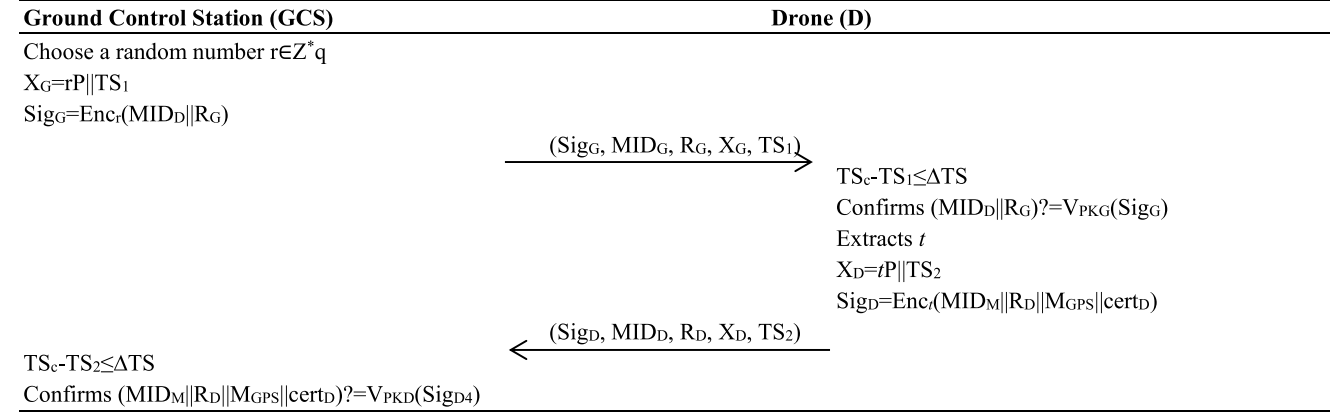 Ground Control Station (GCS) Drone (D)
Choose a random number r∈Z*q
XG=rP||TS1
SigG=Encr(MIDD||RG)
(SigG, MIDG, RG, XG, TS1)
TSc-TS1≤ΔTS
Confirms (MIDD||RG)?=VPKG(SigG)
Extracts t
XD=tP||TS2
SigD=Enct(MIDM||RD||MGPS||certD)
(SigD, MIDD, RD, XD, TS2)
TSc-TS2≤ΔTS
Confirms (MIDM||RD||MGPS||certD)?=VPKD(SigD4)